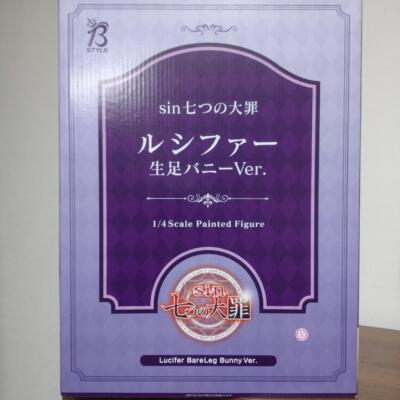 B
STYLE
sin 七つの大罪
ルシファー
生足バニーVer.
1/4 Scale Painted Figure
sin
七つの大罪
Lucifer BareLeg Bunny Ver.